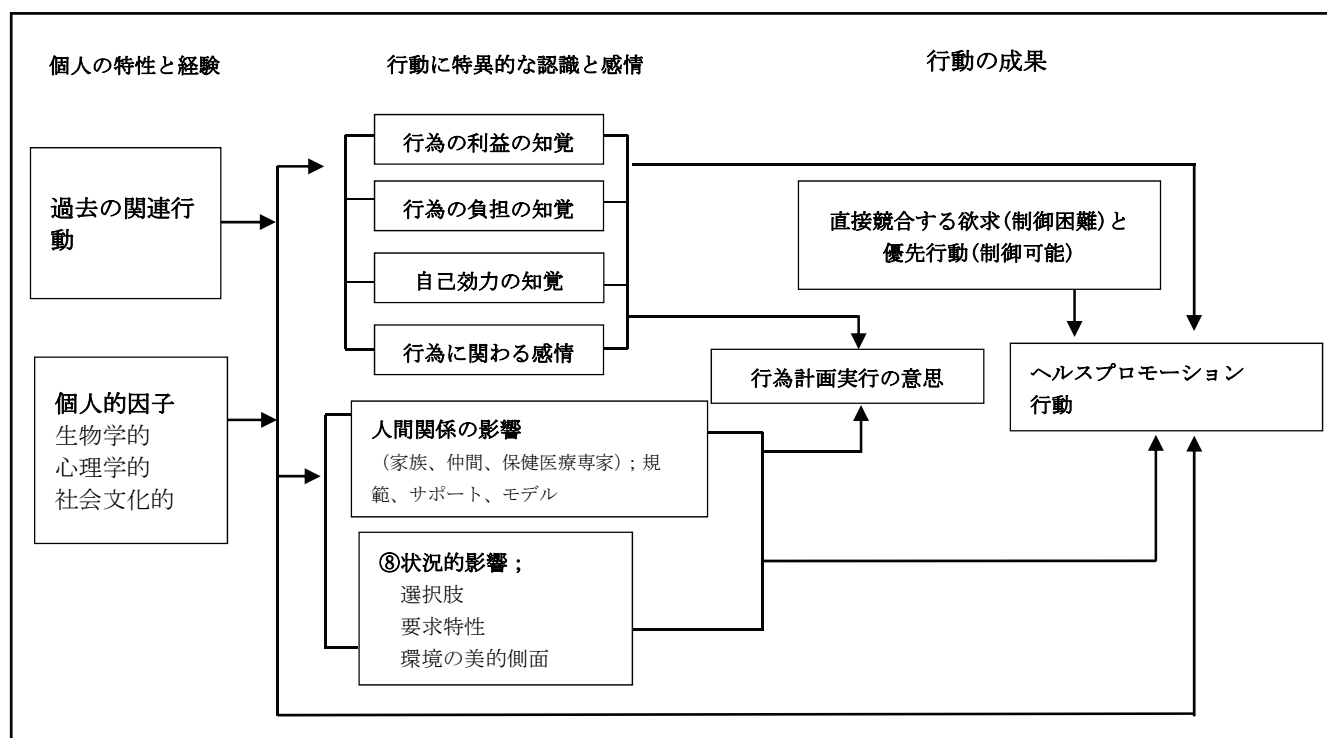 個人の特性と経験
行動に特異的な認識と感情
行動の成果
過去の関連行
動
個人的因子
生物学的
心理学的
社会文化的
行為の利益の知覚
行為の負担の知覚
自己効力の知覚
行為に関わる感情
人間関係の影響
（家族、仲間、保健医療専家）; 規
範、サポート、モデル
⑧状況的影響；
選択肢
要求特性
環境の美的側面
直接競合する欲求(制御困難)と
優先行動(制御可能)
行為計画実行の意思
ヘルスプロモーション
行動